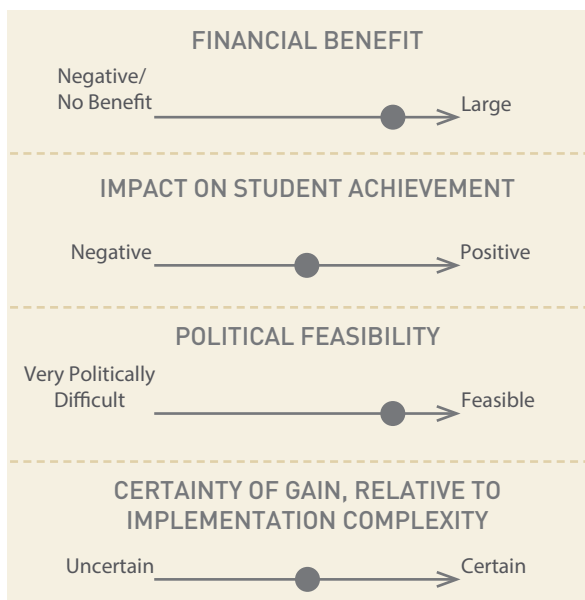 FINANCIAL BENEFIT
Negative/
No Benefit
Large
IMPACT ON STUDENT ACHIEVEMENT
Negative
Positive
POLITICAL FEASIBILITY
Very Politically
Difficult
Feasible
CERTAINTY OF GAIN, RELATIVE TO
IMPLEMENTATION COMPLEXITY
Uncertain
Certain